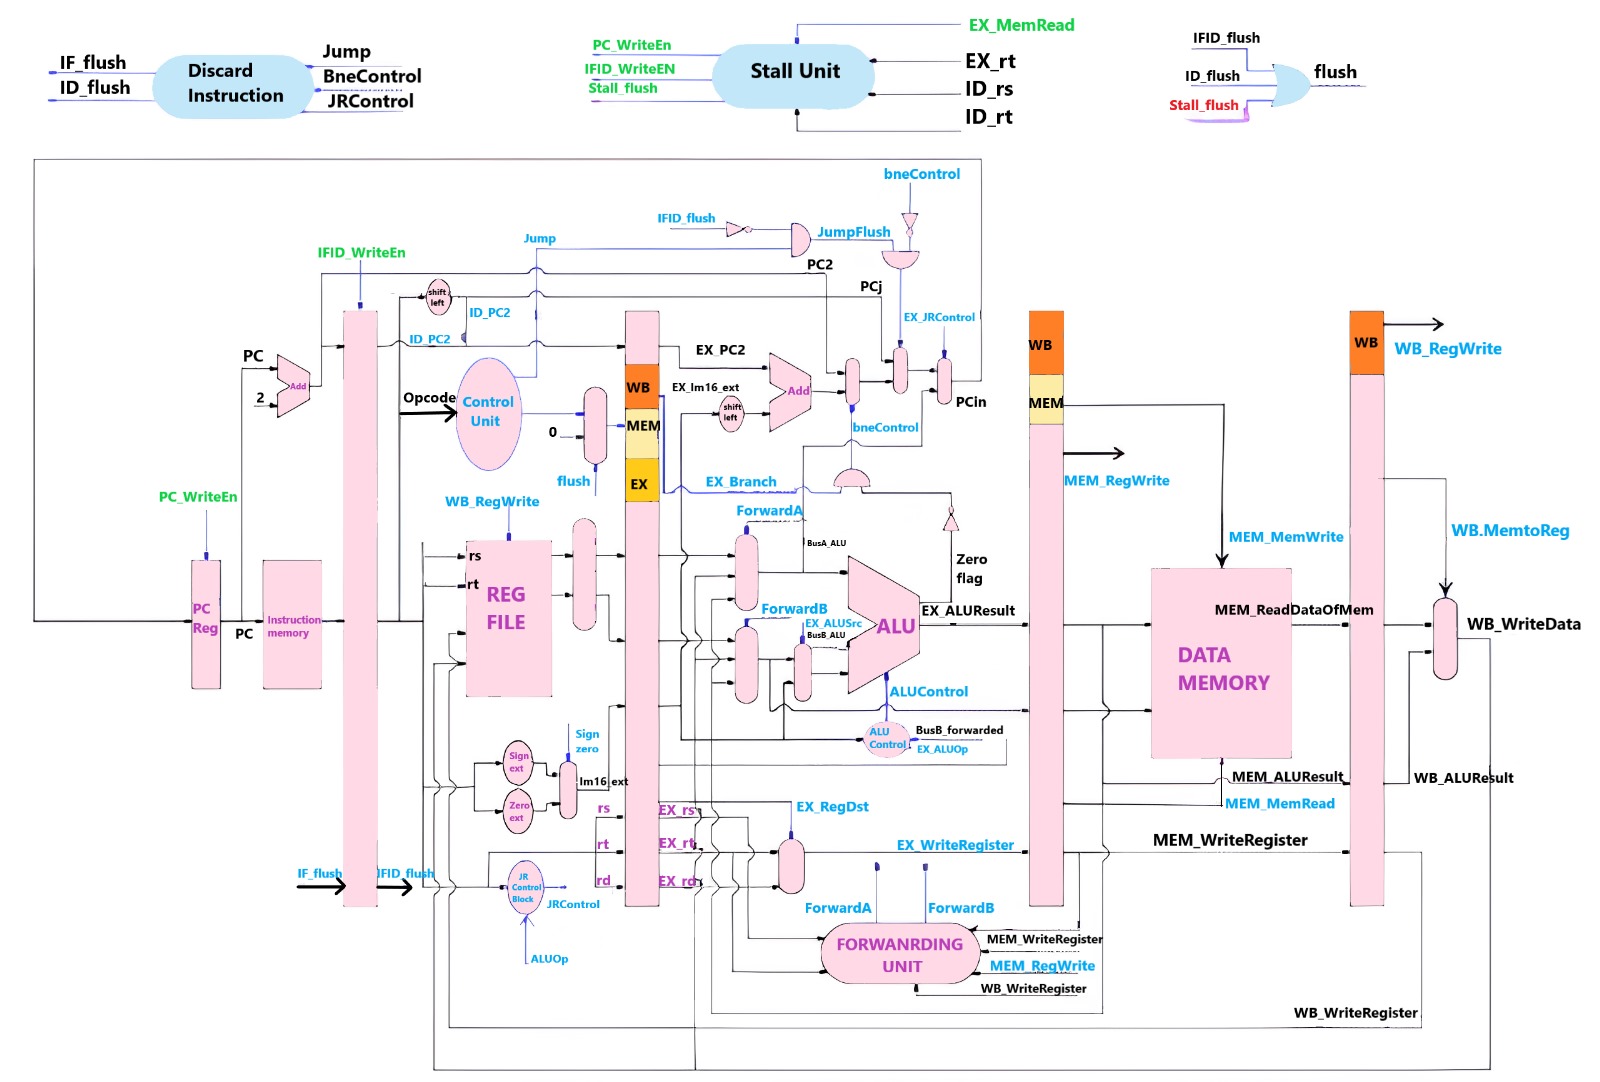 IF_flush
ID_flush
Discard
Instruction
Jump
BneControl
JRControl
PC_WriteEn
IFID_WriteEN
Stall_flush
Stall Unit
EX_MemRead
EX_rt
ID_rs
ID_rt
IFID_flush
ID_flush
Stall_flush
flush
bneControl
IFID_flush
JumpFlush
Jump
IFID_WriteEn
PC2
PCj
shift
left
ID_PC2
ID_PC2
EX_JRControl
EX_PC2
PC
Add
2
Opcode
Control
Unit
0
flush
WB
MEM
EX
EX_Im16_ext
shift
left
Add
PCin
bneControl
EX_Branch
WB
MEM
MEM_RegWrite
WB
WB_RegWrite
PC_WriteEn
WB_RegWrite
ForwardA
BusA_ALU
Zero
flag
MEM_MemWrite
WB.MemtoReg
PC
Reg
PC
Instruction
memory
rs
rt
REG
FILE
ForwardB
EX_ALUSrc
BusB_ALU
ALU
EX_ALUResult
MEM_ReadDataOfMem
DATA
MEMORY
WB_WriteData
ALUControl
ALU
Control
BusB_forwarded
EX_ALUOp
Sign
zero
Sign
ext
Zero
ext
Im16_ext
MEM_ALUResult
WB_ALUResult
MEM_MemRead
rs
EX_rs
EX_RegDst
rt
EX_rt
EX_WriteRegister
MEM_WriteRegister
rd
EX_rd
IF_flush
IFID_flush
JR
Control
Block
JRControl
ALUOp
ForwardA
ForwardB
FORWANRDING
UNIT
MEM_WriteRegister
MEM_RegWrite
WB_WriteRegister
WB_WriteRegister